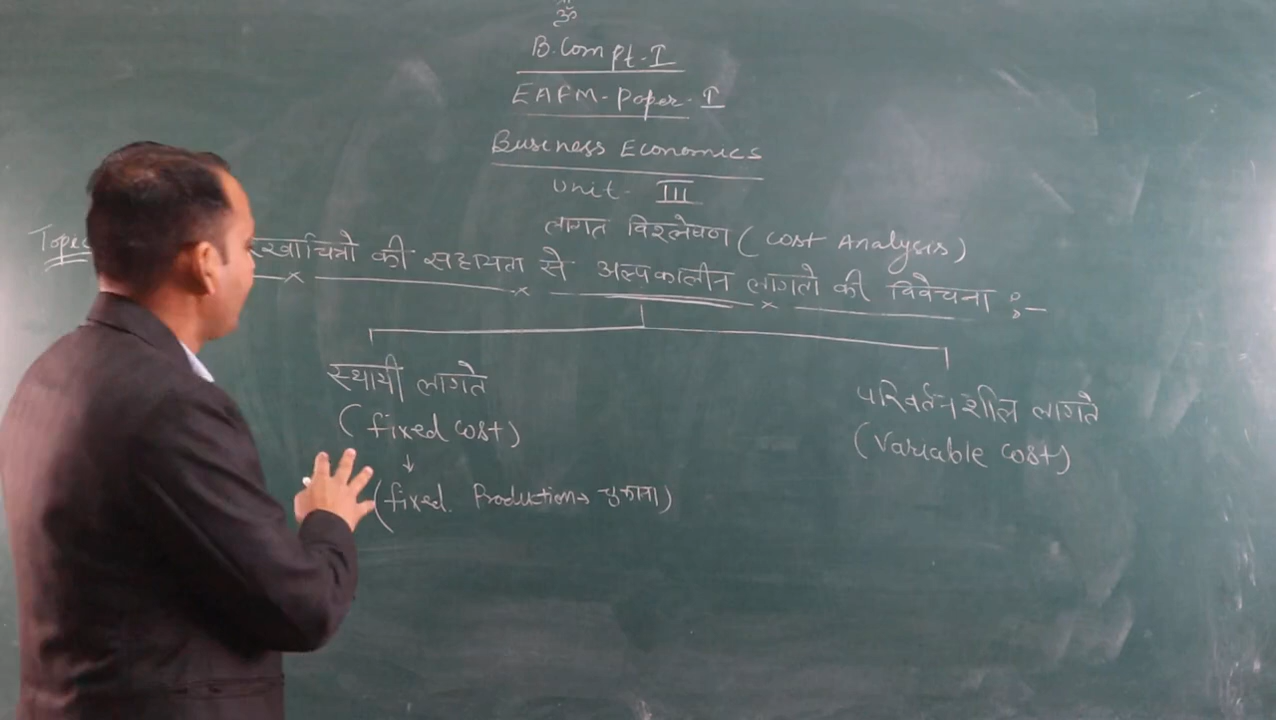 ॐ
B.Com pt.I
EAFM-Paper-I
Business Economics
Unit- III
लागत विश्लेषण (Cost Analysis)
Topic रेखाचित्रो की सहायता से अल्पकालीन लागतो की विवेचना :-
स्थायी लागते
(fixed cost)
↓
(fixed. Production→ चुकाना)
परिवर्तनशील लागते
(Variable cost)